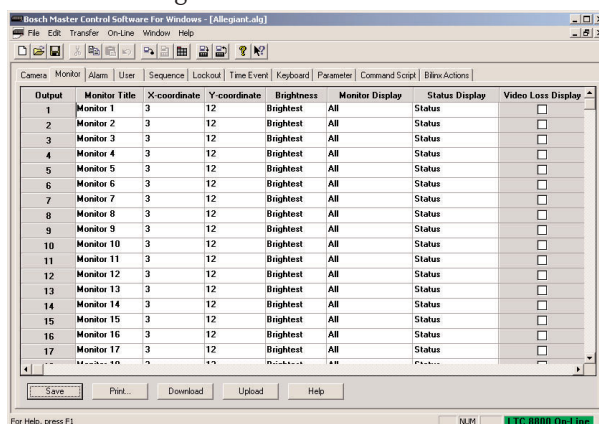 Bosch Master Control Software For Windows - [Allegiant.alg]
File Edit Transfer On-Line Window Help
Camera Monitor Alarm User Sequence Lockout Time Event Keyboard Parameter Command Script Bilinx Actions
Output Monitor Title X-coordinate Y-coordinate Brightness Monitor Display Status Display Video Loss Display
1 Monitor 1 3 12 Brightest All Status
2 Monitor 2 3 12 Brightest All Status
3 Monitor 3 3 12 Brightest All Status
4 Monitor 4 3 12 Brightest All Status
5 Monitor 5 3 12 Brightest All Status
6 Monitor 6 3 12 Brightest All Status
7 Monitor 7 3 12 Brightest All Status
8 Monitor 8 3 12 Brightest All Status
9 Monitor 9 3 12 Brightest All Status
10 Monitor 10 3 12 Brightest All Status
11 Monitor 11 3 12 Brightest All Status
12 Monitor 12 3 12 Brightest All Status
13 Monitor 13 3 12 Brightest All Status
14 Monitor 14 3 12 Brightest All Status
15 Monitor 15 3 12 Brightest All Status
16 Monitor 16 3 12 Brightest All Status
17 Monitor 17 3 12 Brightest All Status
Save Print... Download Upload Help
For Help, press F1 NUM LTC 8800 On-Line